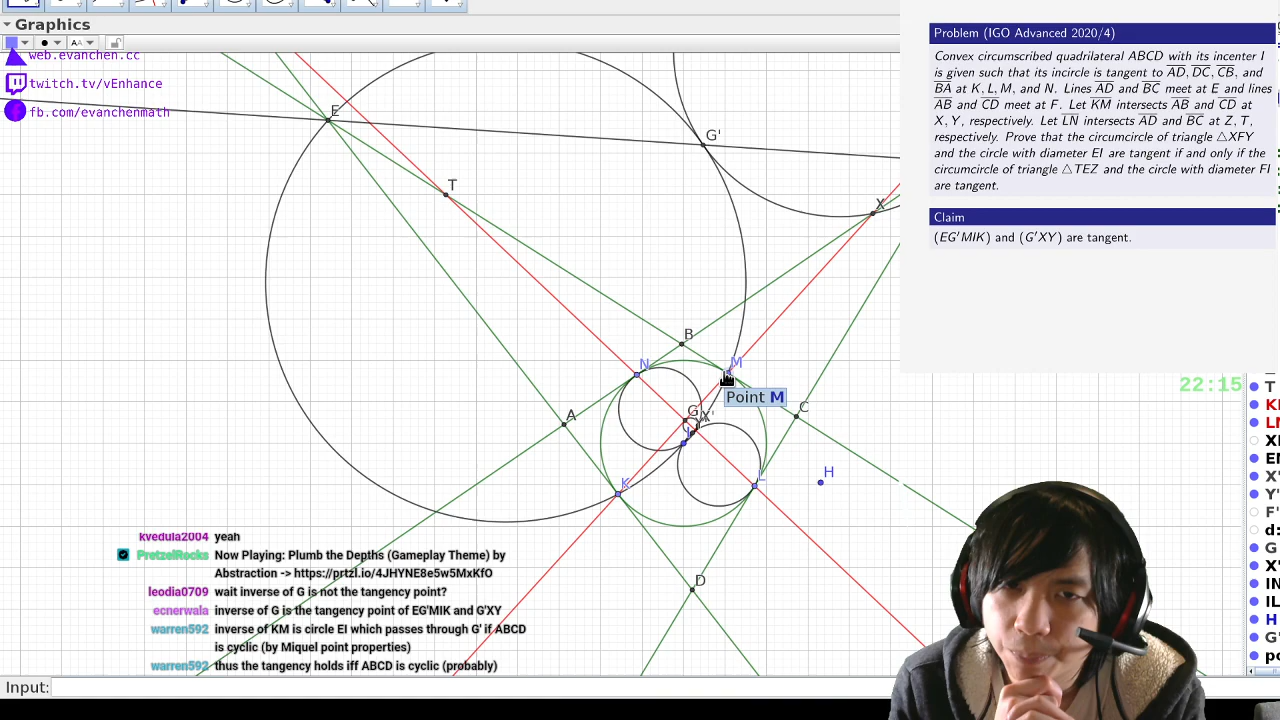 Graphics
web.evanchen.cc
twitch.tv/vEnhance
fb.com/evanchenmath
Problem (IGO Advanced 2020/4)
Convex circumscribed quadrilateral ABCD with its incenter I
is given such that its incircle is tangent to AD, DC, CB, and
BA at K, L, M, and N. Lines AD and BC meet at E and lines
AB and CD meet at F. Let KM intersects AB and CD at
X, Y, respectively. Let LN intersects AD and BC at Z, T,
respectively. Prove that the circumcircle of triangle △XFY
and the circle with diameter EI are tangent if and only if the
circumcircle of triangle △TEZ and the circle with diameter FI
are tangent.
Claim
(EG'MIK) and (G'XY) are tangent.
E
G'
T
X
B
N
M
Point M
A
G
X'
C
K
L
H
D
22:15
kvedula2004 yeah
PretzelRocks Now Playing: Plumb the Depths (Gameplay Theme) by
Abstraction -> https://prtzl.io/4JHYNE8e5w5MxKfO
leodia0709 wait inverse of G is not the tangency point?
ecnerwala inverse of G is the tangency point of EG'MIK and G'XY
warren592 inverse of KM is circle EI which passes through G' if ABCD
is cyclic (by Miquel point properties)
warren592 thus the tangency holds iff ABCD is cyclic (probably)
T
KI
LN
XI
EN
X'
Y'
F'
d:
G
X'
IN
IL
H
G'
po
Input: